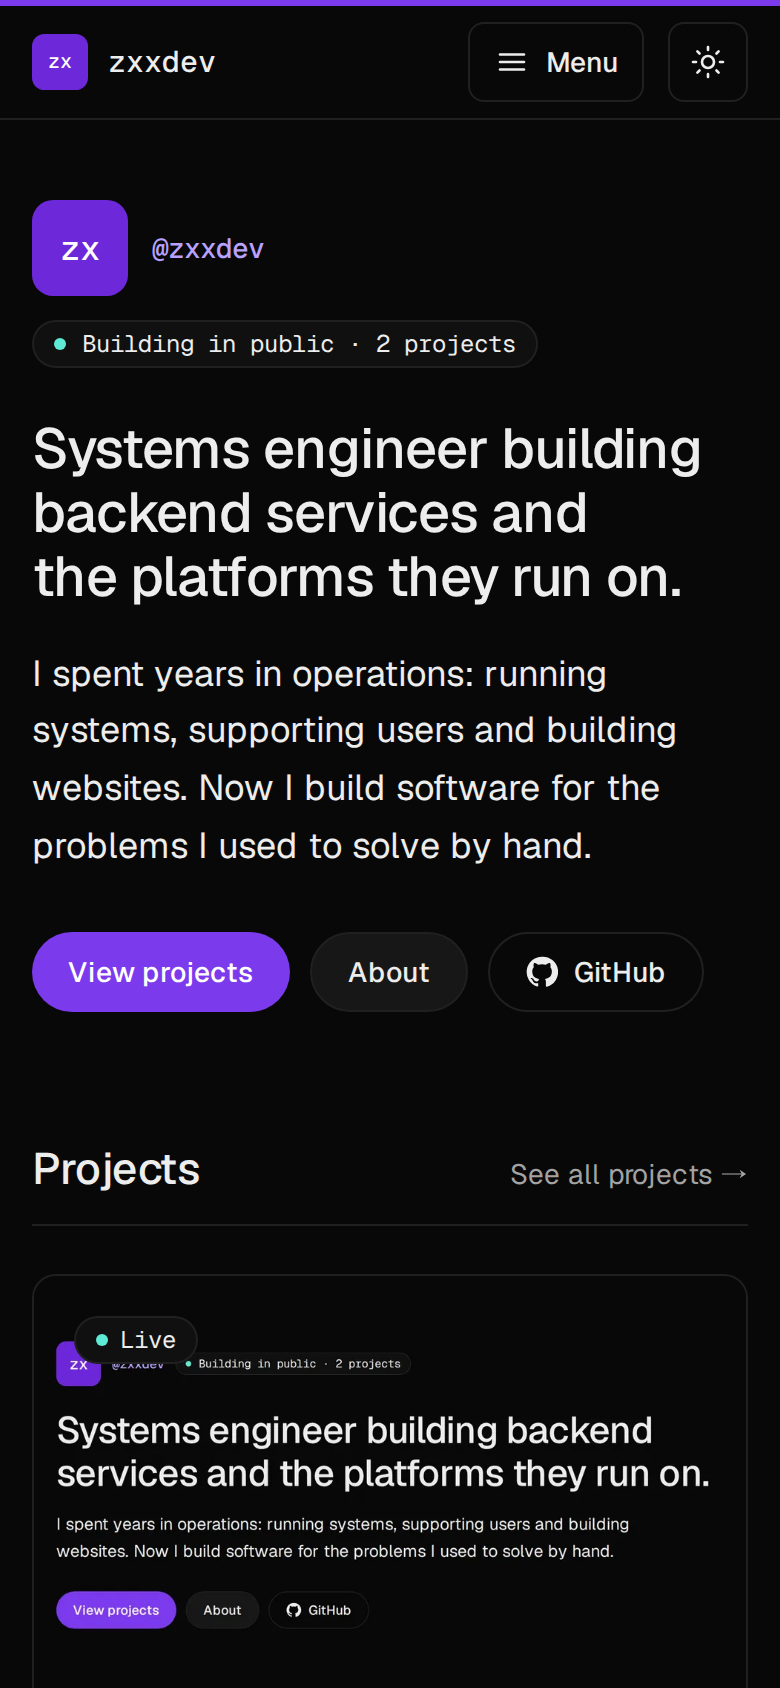 zx zxxdev Menu
zx @zxxdev
Building in public · 2 projects
Systems engineer building
backend services and
the platforms they run on.
I spent years in operations: running
systems, supporting users and building
websites. Now I build software for the
problems I used to solve by hand.
View projects About GitHub
Projects See all projects →
Live
zx @zxxdev Building in public · 2 projects
Systems engineer building backend
services and the platforms they run on.
I spent years in operations: running systems, supporting users and building
websites. Now I build software for the problems I used to solve by hand.
View projects About GitHub